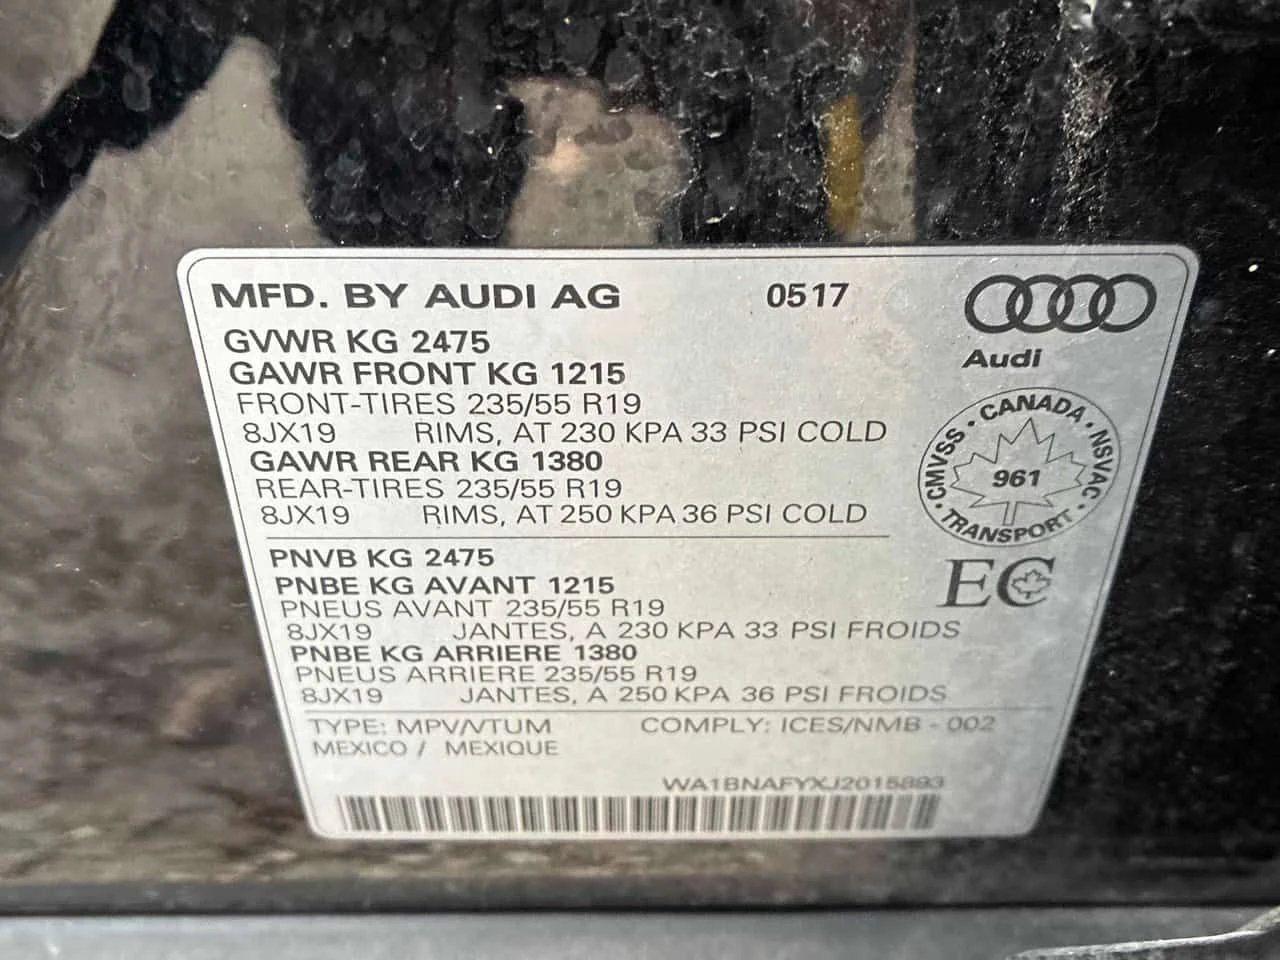 MFD. BY AUDI AG 0517
Audi
GVWR KG 2475
GAWR FRONT KG 1215
FRONT-TIRES 235/55 R19
8JX19 RIMS, AT 230 KPA 33 PSI COLD
GAWR REAR KG 1380
REAR-TIRES 235/55 R19
8JX19 RIMS, AT 250 KPA 36 PSI COLD
CMVSS · CANADA · NSVAC · TRANSPORT ·
961
EC
PNVB KG 2475
PNBE KG AVANT 1215
PNEUS AVANT 235/55 R19
8JX19 JANTES, A 230 KPA 33 PSI FROIDS
PNBE KG ARRIERE 1380
PNEUS ARRIERE 235/55 R19
8JX19 JANTES, A 250 KPA 36 PSI FROIDS
TYPE: MPV/VTUM COMPLY: ICES/NMB - 002
MEXICO / MEXIQUE
WA1BNAFYXJ2015893